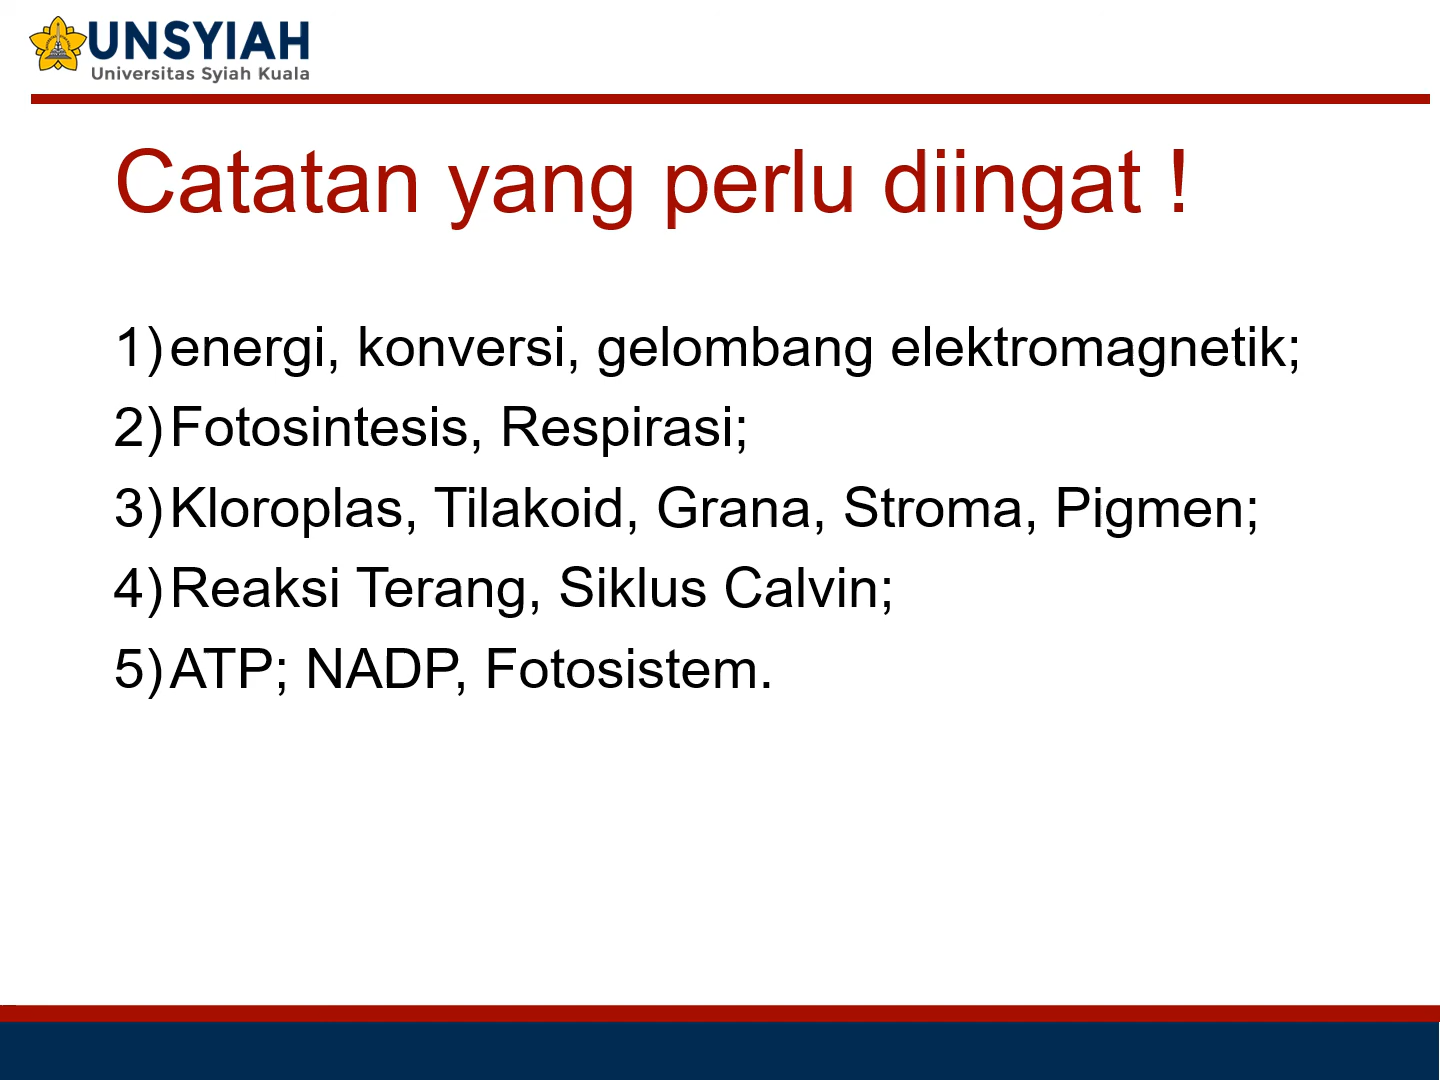 UNSYIAH
Universitas Syiah Kuala
Catatan yang perlu diingat !
1) energi, konversi, gelombang elektromagnetik;
2) Fotosintesis, Respirasi;
3) Kloroplas, Tilakoid, Grana, Stroma, Pigmen;
4) Reaksi Terang, Siklus Calvin;
5) ATP; NADP, Fotosistem.